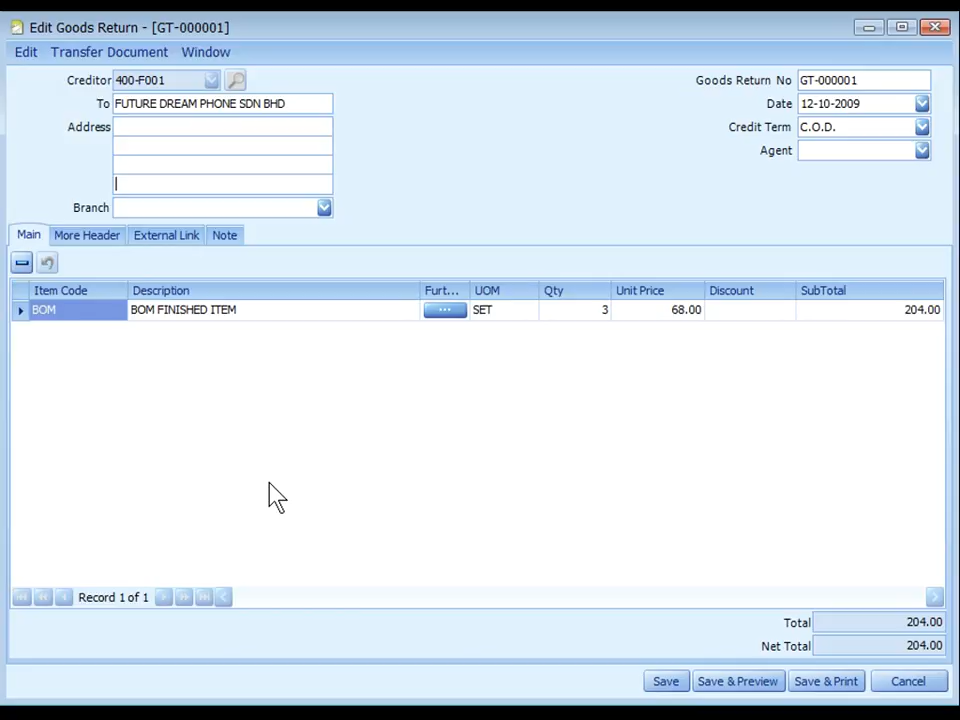 Edit Goods Return - [GT-000001]
Edit Transfer Document Window
Creditor 400-F001
Goods Return No GT-000001
To FUTURE DREAM PHONE SDN BHD
Date 12-10-2009
Address
Credit Term C.O.D.
Agent
Branch
Main More Header External Link Note
Item Code Description Furt... UOM Qty Unit Price Discount SubTotal
BOM BOM FINISHED ITEM ... SET 3 68.00 204.00
Record 1 of 1
Total 204.00
Net Total 204.00
Save Save & Preview Save & Print Cancel